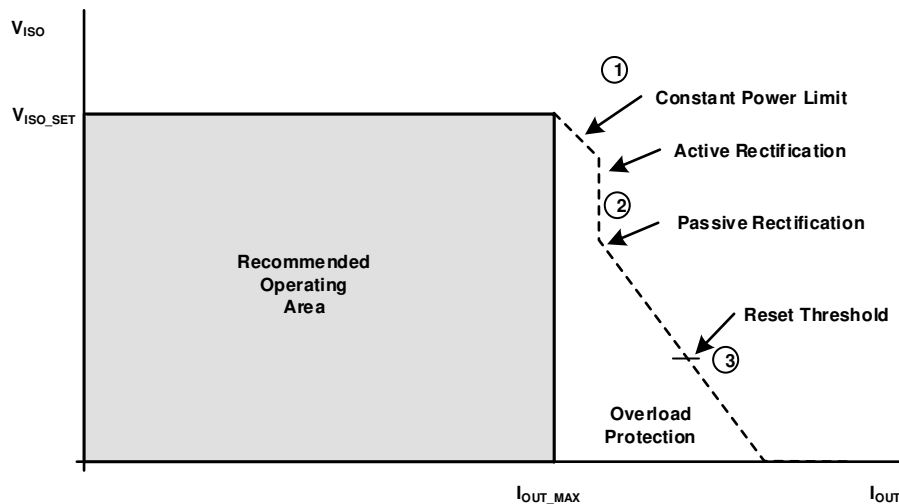 VISO
1
Constant Power Limit
VISO_SET
Active Rectification
2
Passive Rectification
Recommended
Operating
Area
Reset Threshold
3
Overload
Protection
IOUT_MAX
IOUT